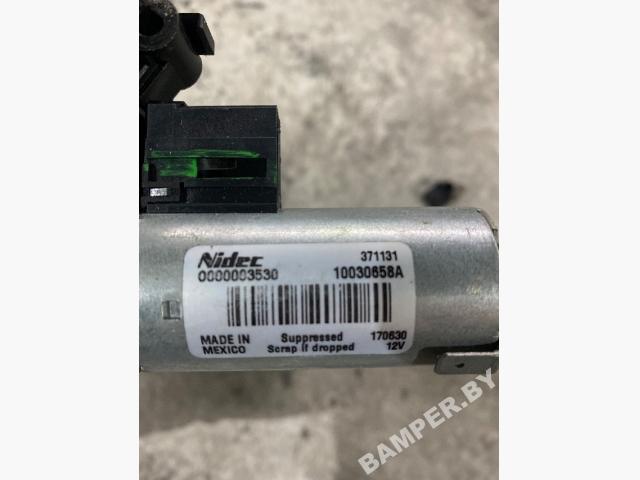 Nidec 371131
0000003530 10030658A
MADE IN MEXICO Suppressed Scrap if dropped 170630 12V
BAMPER.BY